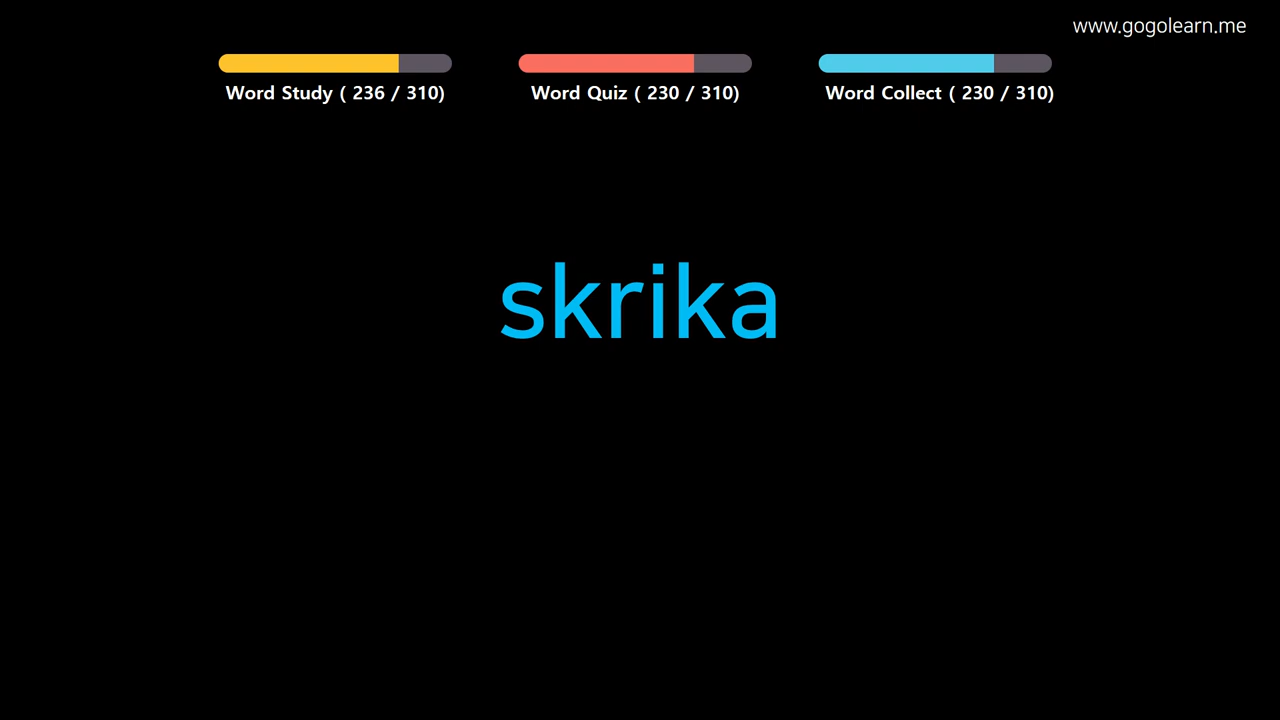 www.gogolearn.me
Word Study ( 236 / 310)
Word Quiz ( 230 / 310)
Word Collect ( 230 / 310)
skrika